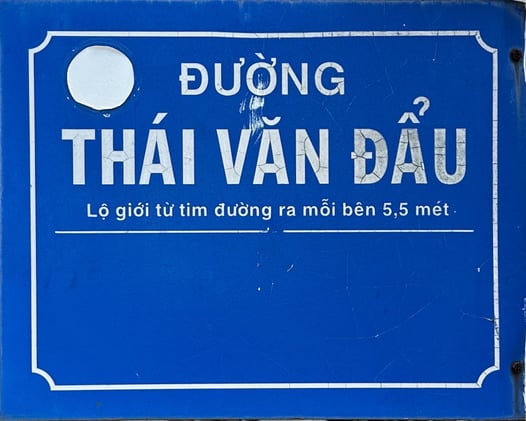 ĐƯỜNG
THÁI VĂN ĐẨU
Lộ giới từ tim đường ra mỗi bên 5,5 mét